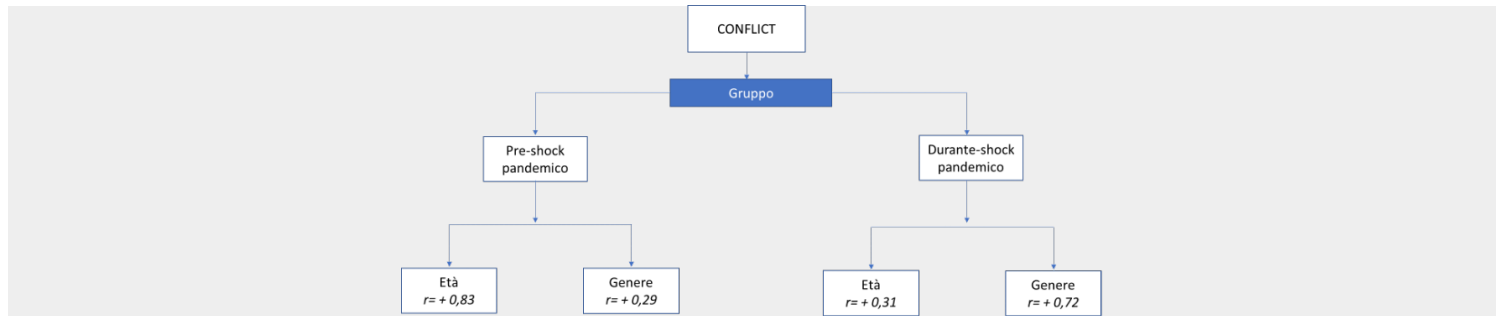 CONFLICT
Gruppo
Pre-shock
pandemico
Durante-shock
pandemico
Età
r= + 0,83
Genere
r= + 0,29
Età
r= + 0,31
Genere
r= + 0,72